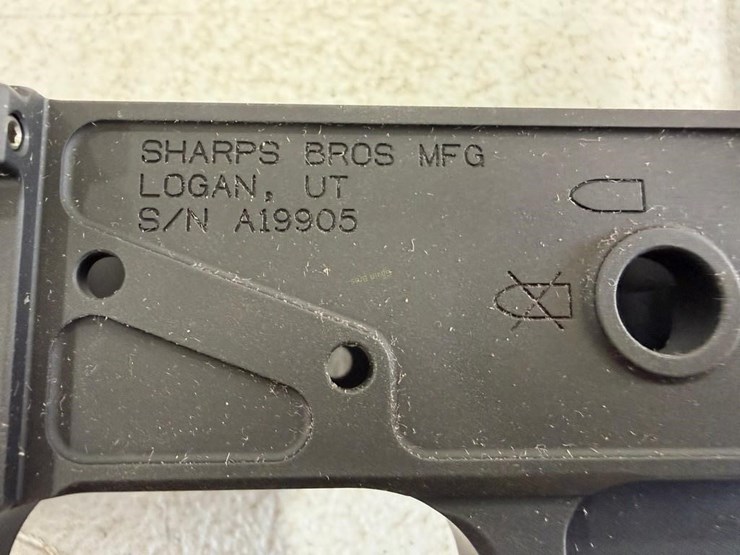 SHARPS BROS MFG
LOGAN, UT
S/N A19905